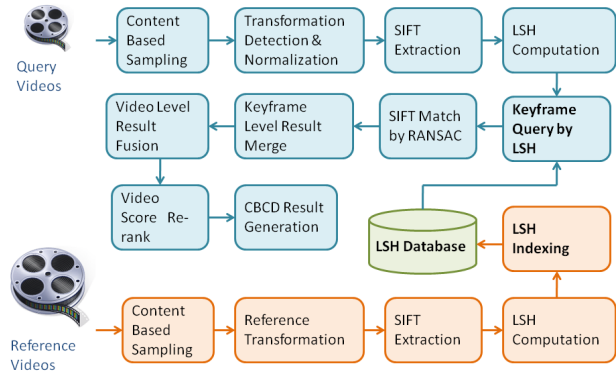 Query
Videos
Content
Based
Sampling
Transformation
Detection &
Normalization
SIFT
Extraction
LSH
Computation
Video Level
Result
Fusion
Keyframe
Level Result
Merge
SIFT Match
by RANSAC
Keyframe
Query by
LSH
Video
Score Re-
rank
CBCD Result
Generation
LSH Database
LSH
Indexing
Reference
Videos
Content
Based
Sampling
Reference
Transformation
SIFT
Extraction
LSH
Computation